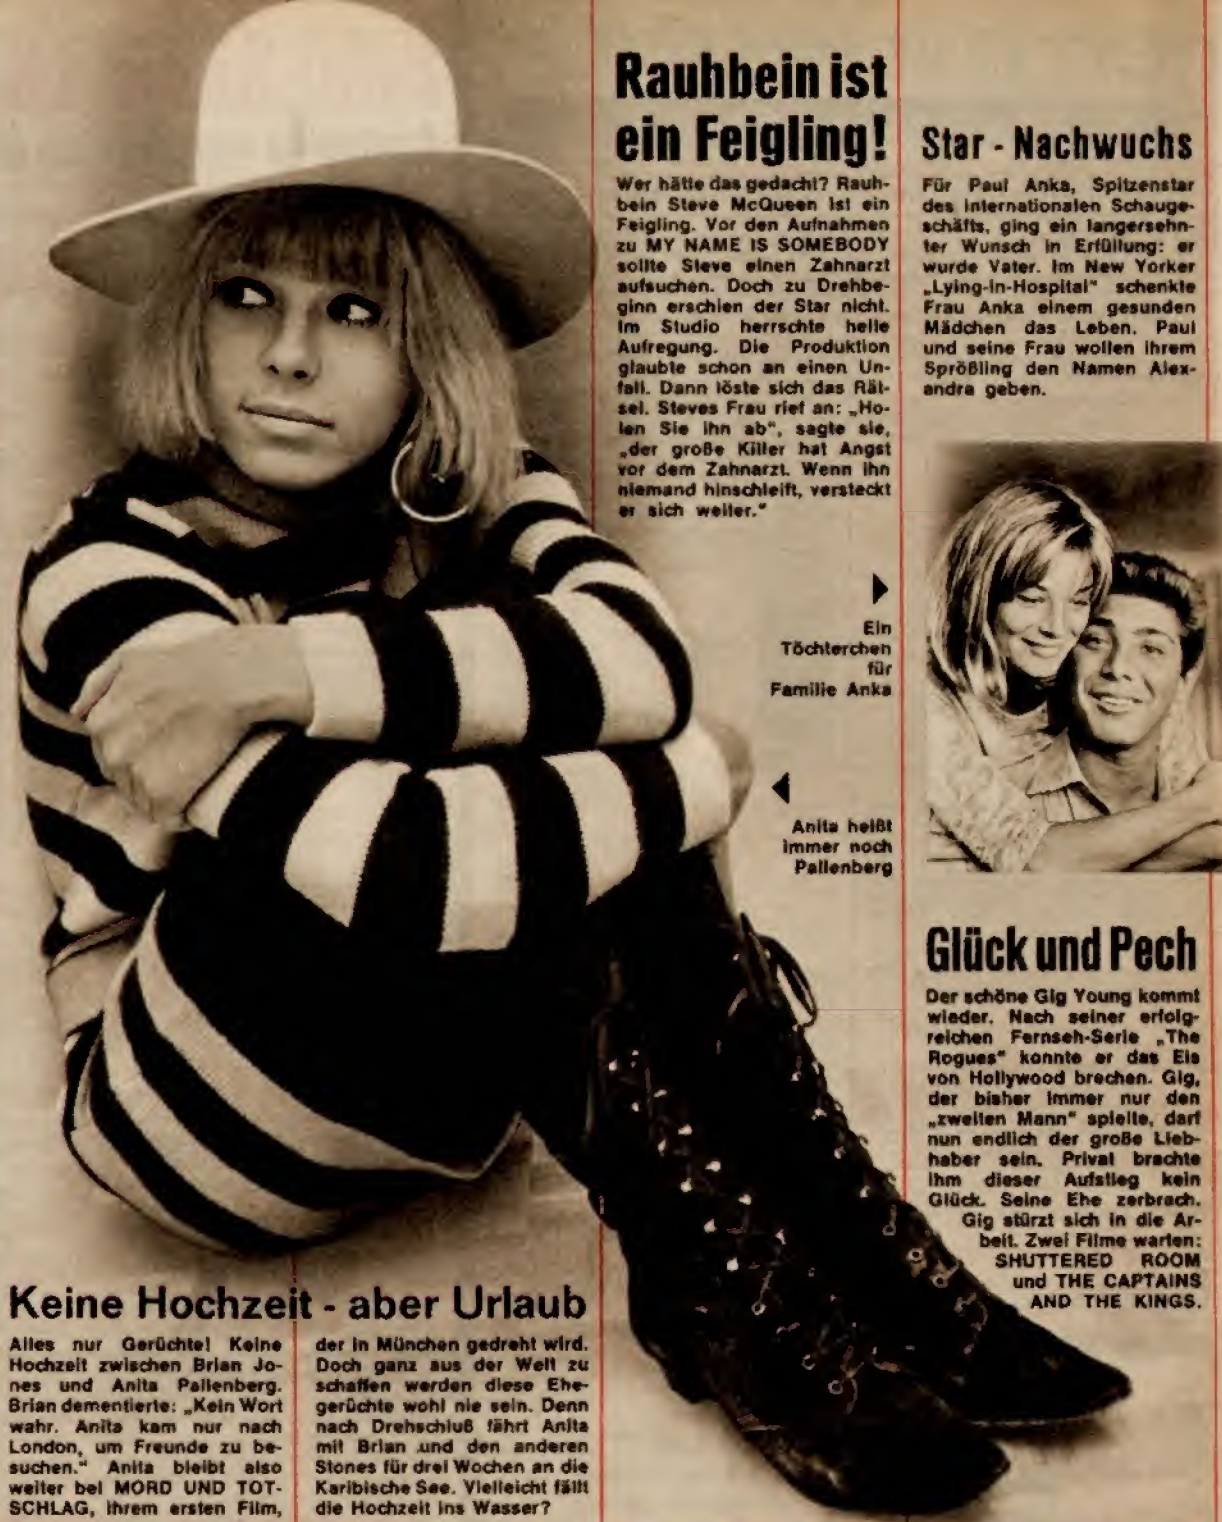 Rauhbein ist
ein Feigling!
Wer hätte das gedacht? Rauh-
bein Steve McQueen ist ein
Feigling. Vor den Aufnahmen
zu MY NAME IS SOMEBODY
sollte Steve einen Zahnarzt
aufsuchen. Doch zu Drehbe-
ginn erschien der Star nicht.
Im Studio herrschte helle
Aufregung. Die Produktion
glaubte schon an einen Un-
fall. Dann löste sich das Rät-
sel. Steves Frau rief an: „Ho-
len Sie ihn ab“, sagte sie,
„der große Killer hat Angst
vor dem Zahnarzt. Wenn ihn
niemand hinschleift, versteckt
er sich weiter.“
Star - Nachwuchs
Für Paul Anka, Spitzenstar
des internationalen Schauge-
schäfts, ging ein langersehn-
ter Wunsch in Erfüllung: er
wurde Vater. Im New Yorker
„Lying-in-Hospital“ schenkte
Frau Anka einem gesunden
Mädchen das Leben. Paul
und seine Frau wollen ihrem
Sprößling den Namen Alex-
andra geben.
Ein
Töchterchen
für
Familie Anka
Anita heißt
immer noch
Pallenberg
Glück und Pech
Der schöne Gig Young kommt
wieder. Nach seiner erfolg-
reichen Fernseh-Serie „The
Rogues“ konnte er das Eis
von Hollywood brechen. Gig,
der bisher immer nur den
„zweiten Mann“ spielte, darf
nun endlich der große Lieb-
haber sein. Privat brachte
ihm dieser Aufstieg kein
Glück. Seine Ehe zerbrach.
Gig stürzt sich in die Ar-
beit. Zwei Filme warten:
SHUTTERED ROOM
und THE CAPTAINS
AND THE KINGS.
Keine Hochzeit - aber Urlaub
Alles nur Gerüchte! Keine
Hochzeit zwischen Brian Jo-
nes und Anita Pallenberg.
Brian dementierte: „Kein Wort
wahr. Anita kam nur nach
London, um Freunde zu be-
suchen.“ Anita bleibt also
weiter bei MORD UND TOT-
SCHLAG, ihrem ersten Film,
der in München gedreht wird.
Doch ganz aus der Welt zu
schaffen werden diese Ehe-
gerüchte wohl nie sein. Denn
nach Drehschluß fährt Anita
mit Brian und den anderen
Stones für drei Wochen an die
Karibische See. Vielleicht fällt
die Hochzeit ins Wasser?